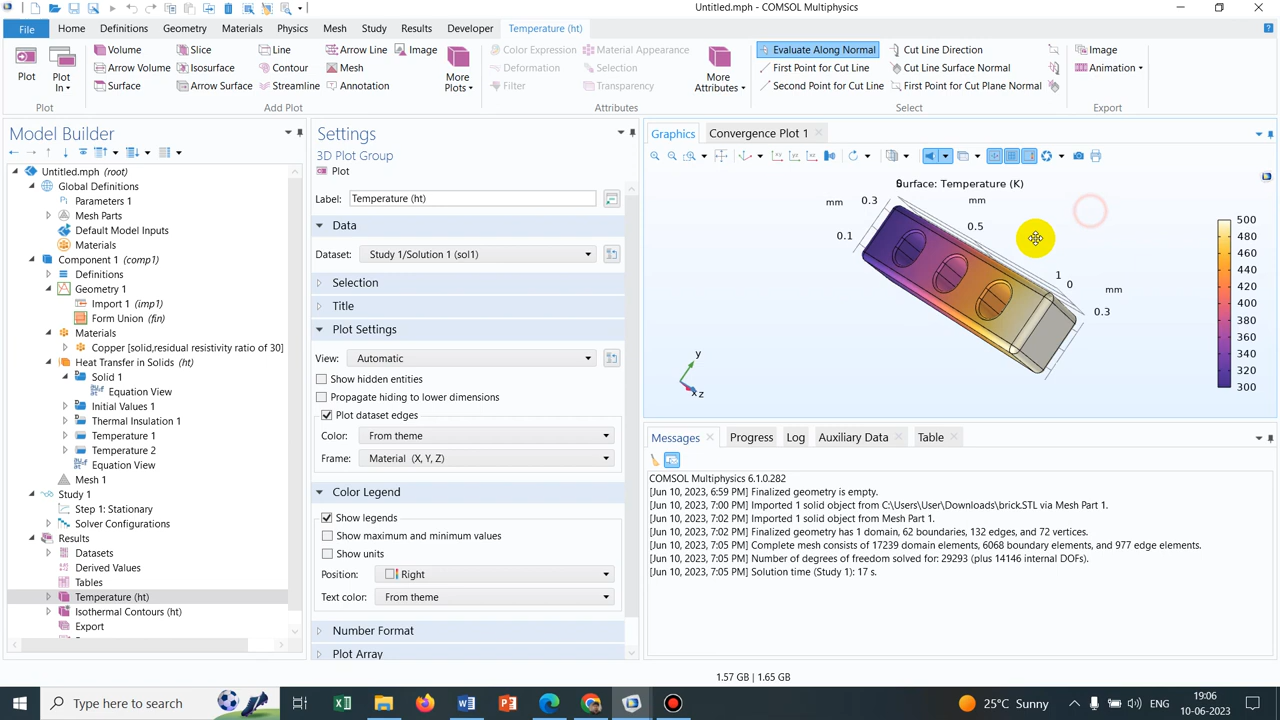 Untitled.mph - COMSOL Multiphysics
File Home Definitions Geometry Materials Physics Mesh Study Results Developer Temperature (ht)
Plot
Plot In
Volume Slice Line Arrow Line Image
Arrow Volume Isosurface Contour Mesh
Surface Arrow Surface Streamline Annotation
More Plots
Color Expression Material Appearance
Deformation Selection
Filter Transparency
More Attributes
Evaluate Along Normal Cut Line Direction
First Point for Cut Line Cut Line Surface Normal
Second Point for Cut Line First Point for Cut Plane Normal
Image
Animation
Plot Add Plot Attributes Select Export
Model Builder
Untitled.mph (root)
Global Definitions
Parameters 1
Mesh Parts
Default Model Inputs
Materials
Component 1 (comp1)
Definitions
Geometry 1
Import 1 (imp1)
Form Union (fin)
Materials
Copper [solid,residual resistivity ratio of 30]
Heat Transfer in Solids (ht)
Solid 1
Equation View
Initial Values 1
Thermal Insulation 1
Temperature 1
Temperature 2
Equation View
Mesh 1
Study 1
Step 1: Stationary
Solver Configurations
Results
Datasets
Derived Values
Tables
Temperature (ht)
Isothermal Contours (ht)
Export
Settings
3D Plot Group
Plot
Label: Temperature (ht)
Data
Dataset: Study 1/Solution 1 (sol1)
Selection
Title
Plot Settings
View: Automatic
Show hidden entities
Propagate hiding to lower dimensions
Plot dataset edges
Color: From theme
Frame: Material (X, Y, Z)
Color Legend
Show legends
Show maximum and minimum values
Show units
Position: Right
Text color: From theme
Number Format
Plot Array
Graphics Convergence Plot 1
Surface: Temperature (K)
mm 0.3 mm
0.1 0.5
1
0 mm
0.3
y
x z
500
480
460
440
420
400
380
360
340
320
300
Messages Progress Log Auxiliary Data Table
COMSOL Multiphysics 6.1.0.282
[Jun 10, 2023, 6:59 PM] Finalized geometry is empty.
[Jun 10, 2023, 7:00 PM] Imported 1 solid object from C:\Users\User\Downloads\brick.STL via Mesh Part 1.
[Jun 10, 2023, 7:02 PM] Imported 1 solid object from Mesh Part 1.
[Jun 10, 2023, 7:02 PM] Finalized geometry has 1 domain, 62 boundaries, 132 edges, and 72 vertices.
[Jun 10, 2023, 7:05 PM] Complete mesh consists of 17239 domain elements, 6068 boundary elements, and 977 edge elements.
[Jun 10, 2023, 7:05 PM] Number of degrees of freedom solved for: 29293 (plus 14146 internal DOFs).
[Jun 10, 2023, 7:05 PM] Solution time (Study 1): 17 s.
1.57 GB | 1.65 GB
Type here to search
25°C Sunny
ENG
19:06
10-06-2023